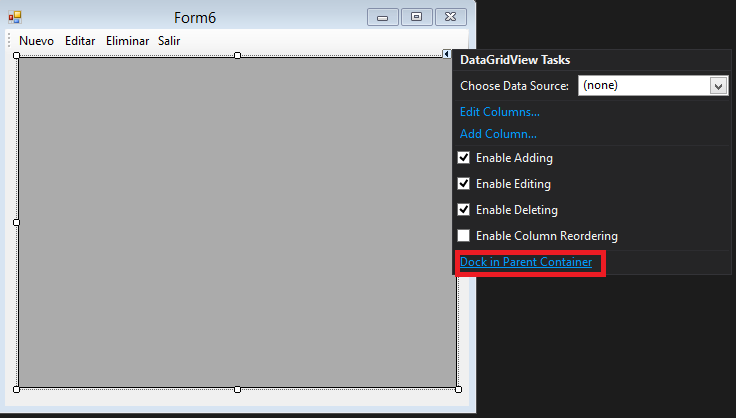 Form6
Nuevo Editar Eliminar Salir
DataGridView Tasks
Choose Data Source: (none)
Edit Columns...
Add Column...
Enable Adding
Enable Editing
Enable Deleting
Enable Column Reordering
Dock in Parent Container